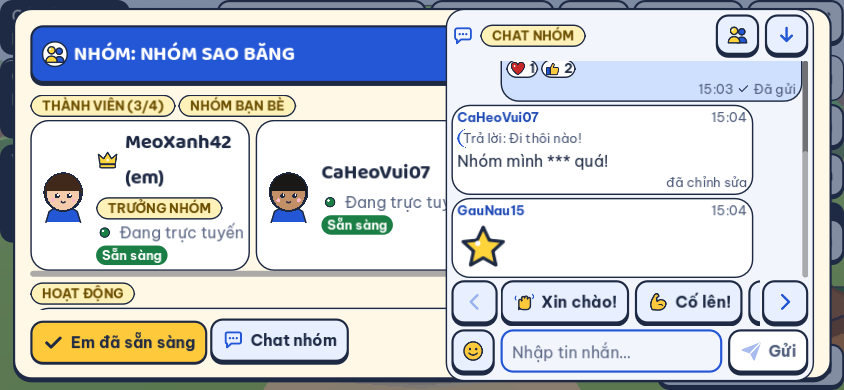 NHÓM: NHÓM SAO BĂNG
THÀNH VIÊN (3/4)
NHÓM BẠN BÈ
MeoXanh42
(em)
TRƯỞNG NHÓM
Đang trực tuyến
Sẵn sàng
CaHeoVui07
Đang trực tuy
Sẵn sàng
HOẠT ĐỘNG
Em đã sẵn sàng
Chat nhóm
CHAT NHÓM
1
2
15:03 ✓ Đã gửi
CaHeoVui07 15:04
Trả lời: Đi thôi nào!
Nhóm mình *** quá!
đã chỉnh sửa
GauNau15 15:04
Xin chào!
Cố lên!
Nhập tin nhắn...
Gửi